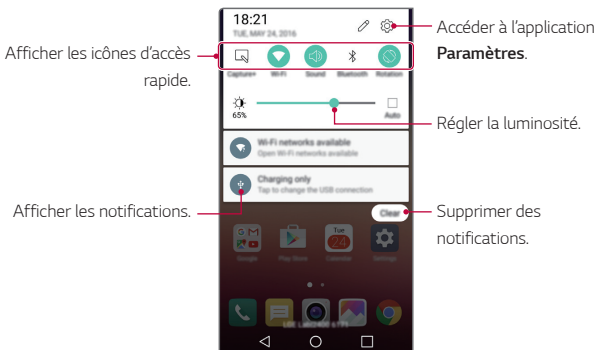 18:21
TUE, MAY 24, 2016
Accéder à l'application
Paramètres.
Afficher les icônes d'accès
rapide.
Capture+ Wi-Fi Sound Bluetooth Rotation
65%
Auto
Régler la luminosité.
Wi-Fi networks available
Open Wi-Fi networks available
Charging only
Tap to change the USB connection
Afficher les notifications.
Clear
Supprimer des
notifications.
Tue
24
Google Play Store Calendar Settings